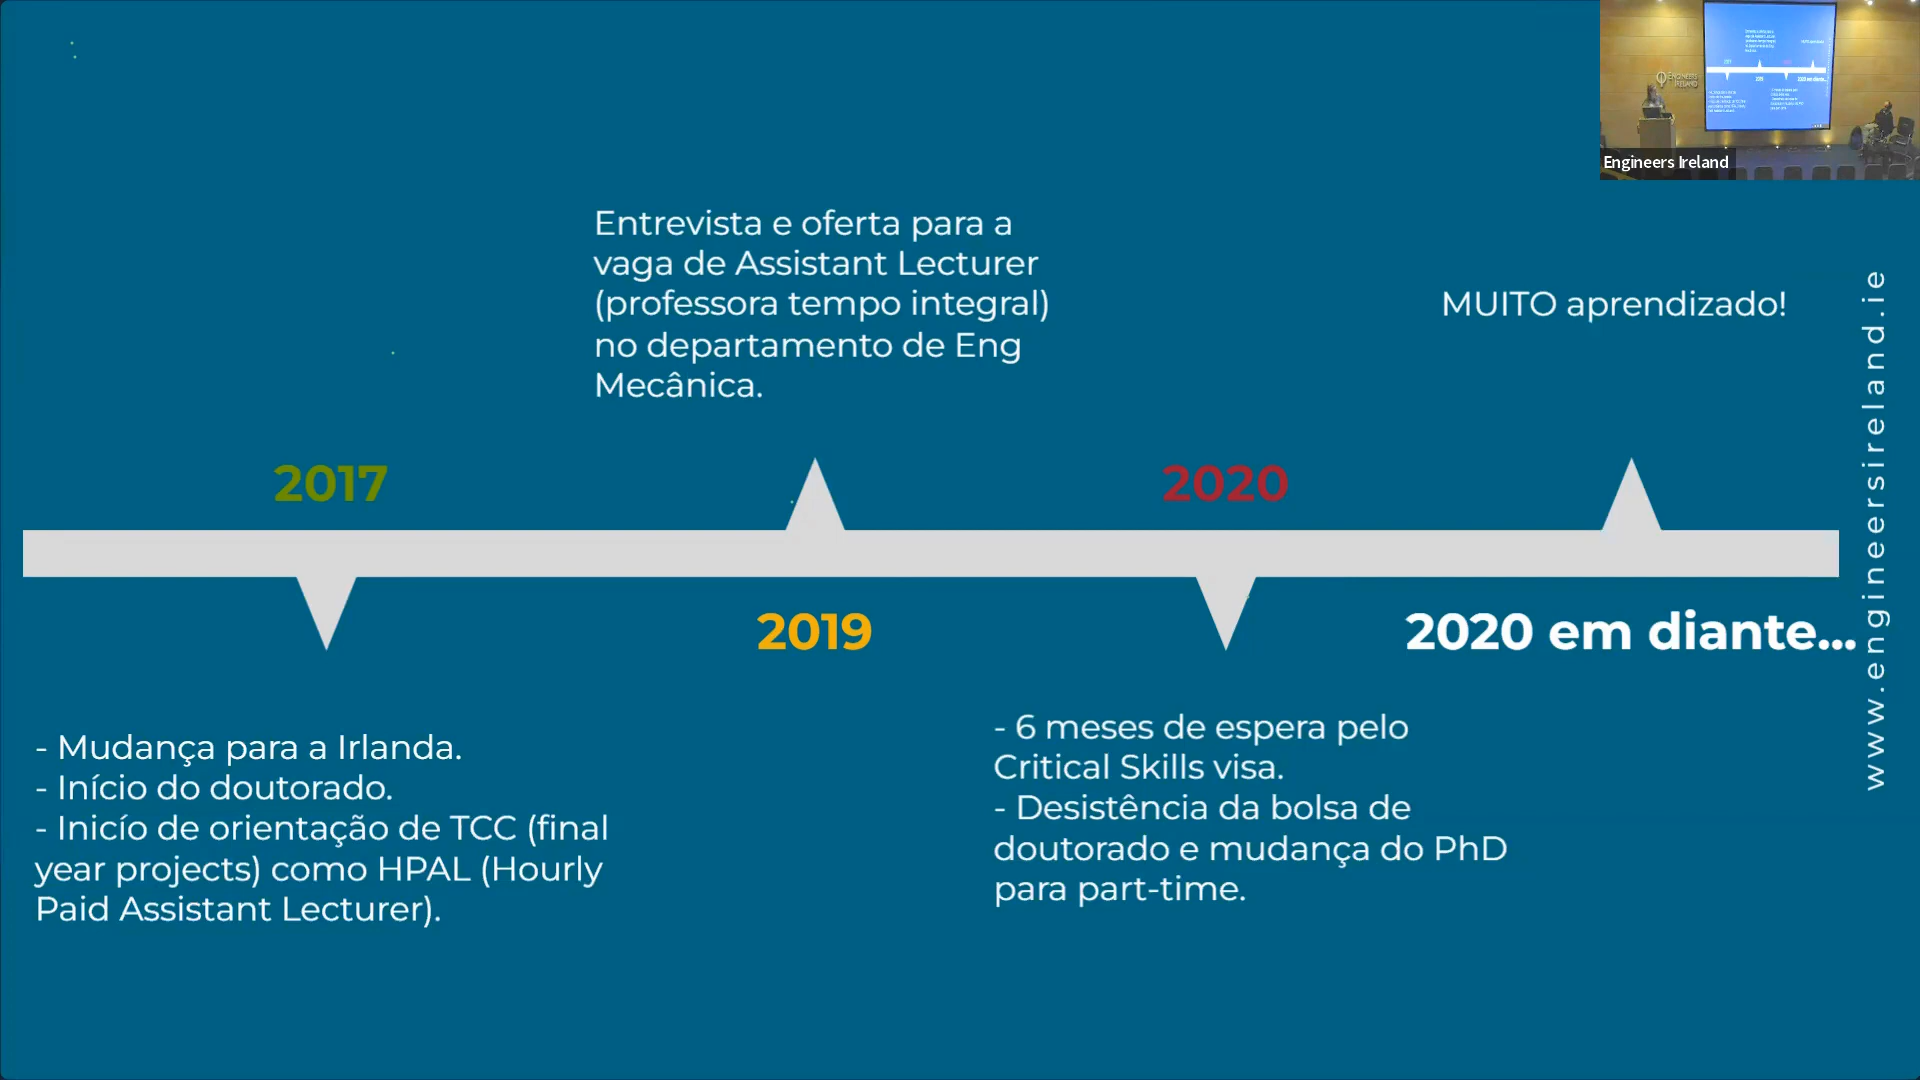 Engineers Ireland
Entrevista e oferta para a
vaga de Assistant Lecturer
(professora tempo integral)
no departamento de Eng
Mecânica.
MUITO aprendizado!
www.engineersireland.ie
2017
2020
2019
2020 em diante...
- Mudança para a Irlanda.
- Início do doutorado.
- Inicío de orientação de TCC (final
year projects) como HPAL (Hourly
Paid Assistant Lecturer).
- 6 meses de espera pelo
Critical Skills visa.
- Desistência da bolsa de
doutorado e mudança do PhD
para part-time.